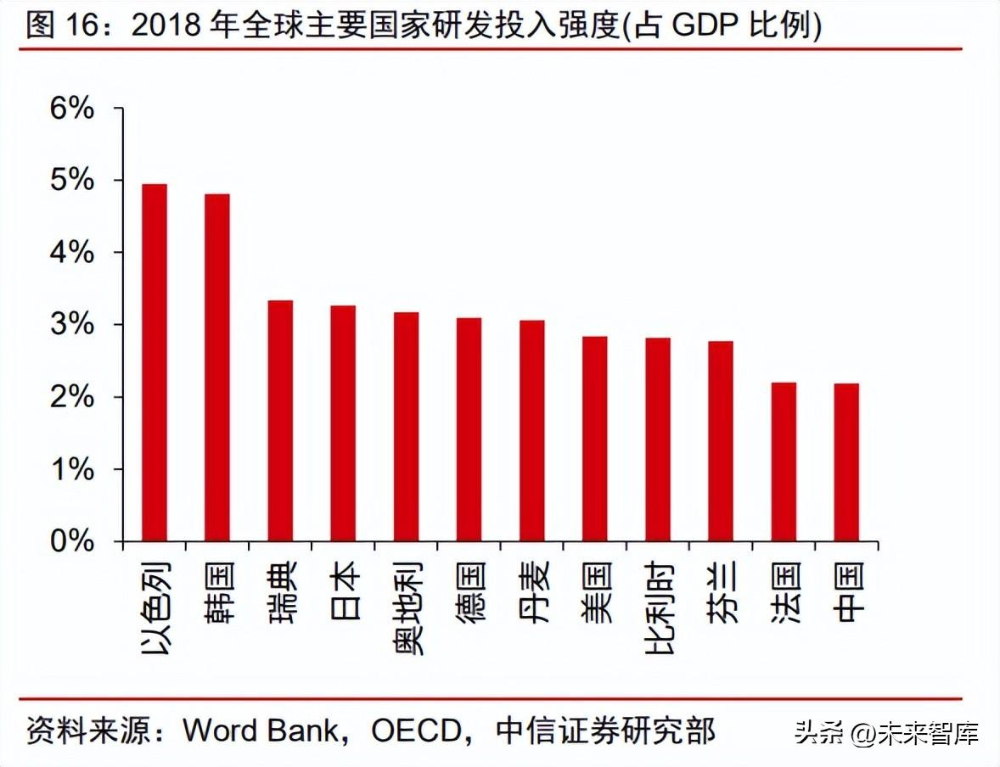 图 16：2018 年全球主要国家研发投入强度(占 GDP 比例)
6%
5%
4%
3%
2%
1%
0%
以色列
韩国
瑞典
日本
奥地利
德国
丹麦
美国
比利时
芬兰
法国
中国
资料来源：Word Bank，OECD，中信证券研究部
头条 @未来智库